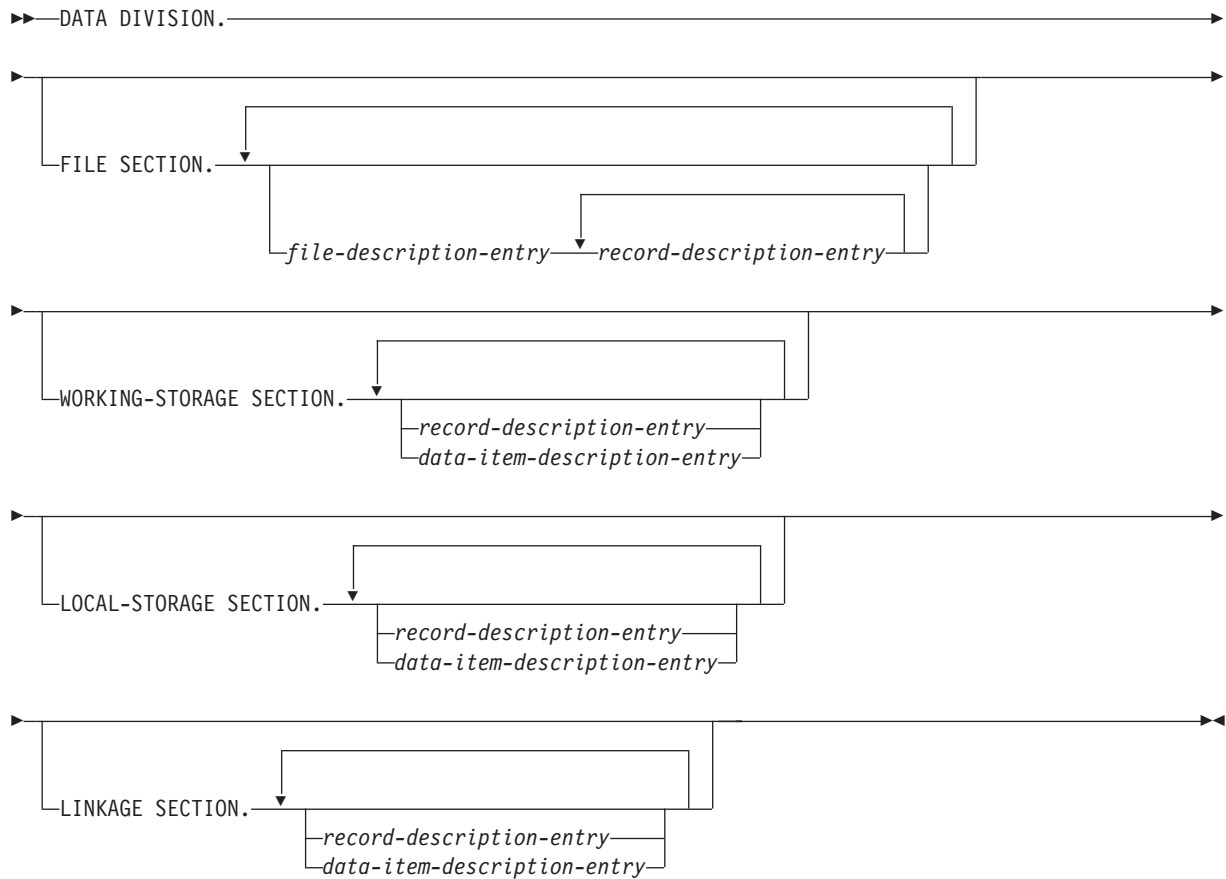 DATA DIVISION.
FILE SECTION.
file-description-entry record-description-entry
WORKING-STORAGE SECTION.
record-description-entry
data-item-description-entry
LOCAL-STORAGE SECTION.
record-description-entry
data-item-description-entry
LINKAGE SECTION.
record-description-entry
data-item-description-entry